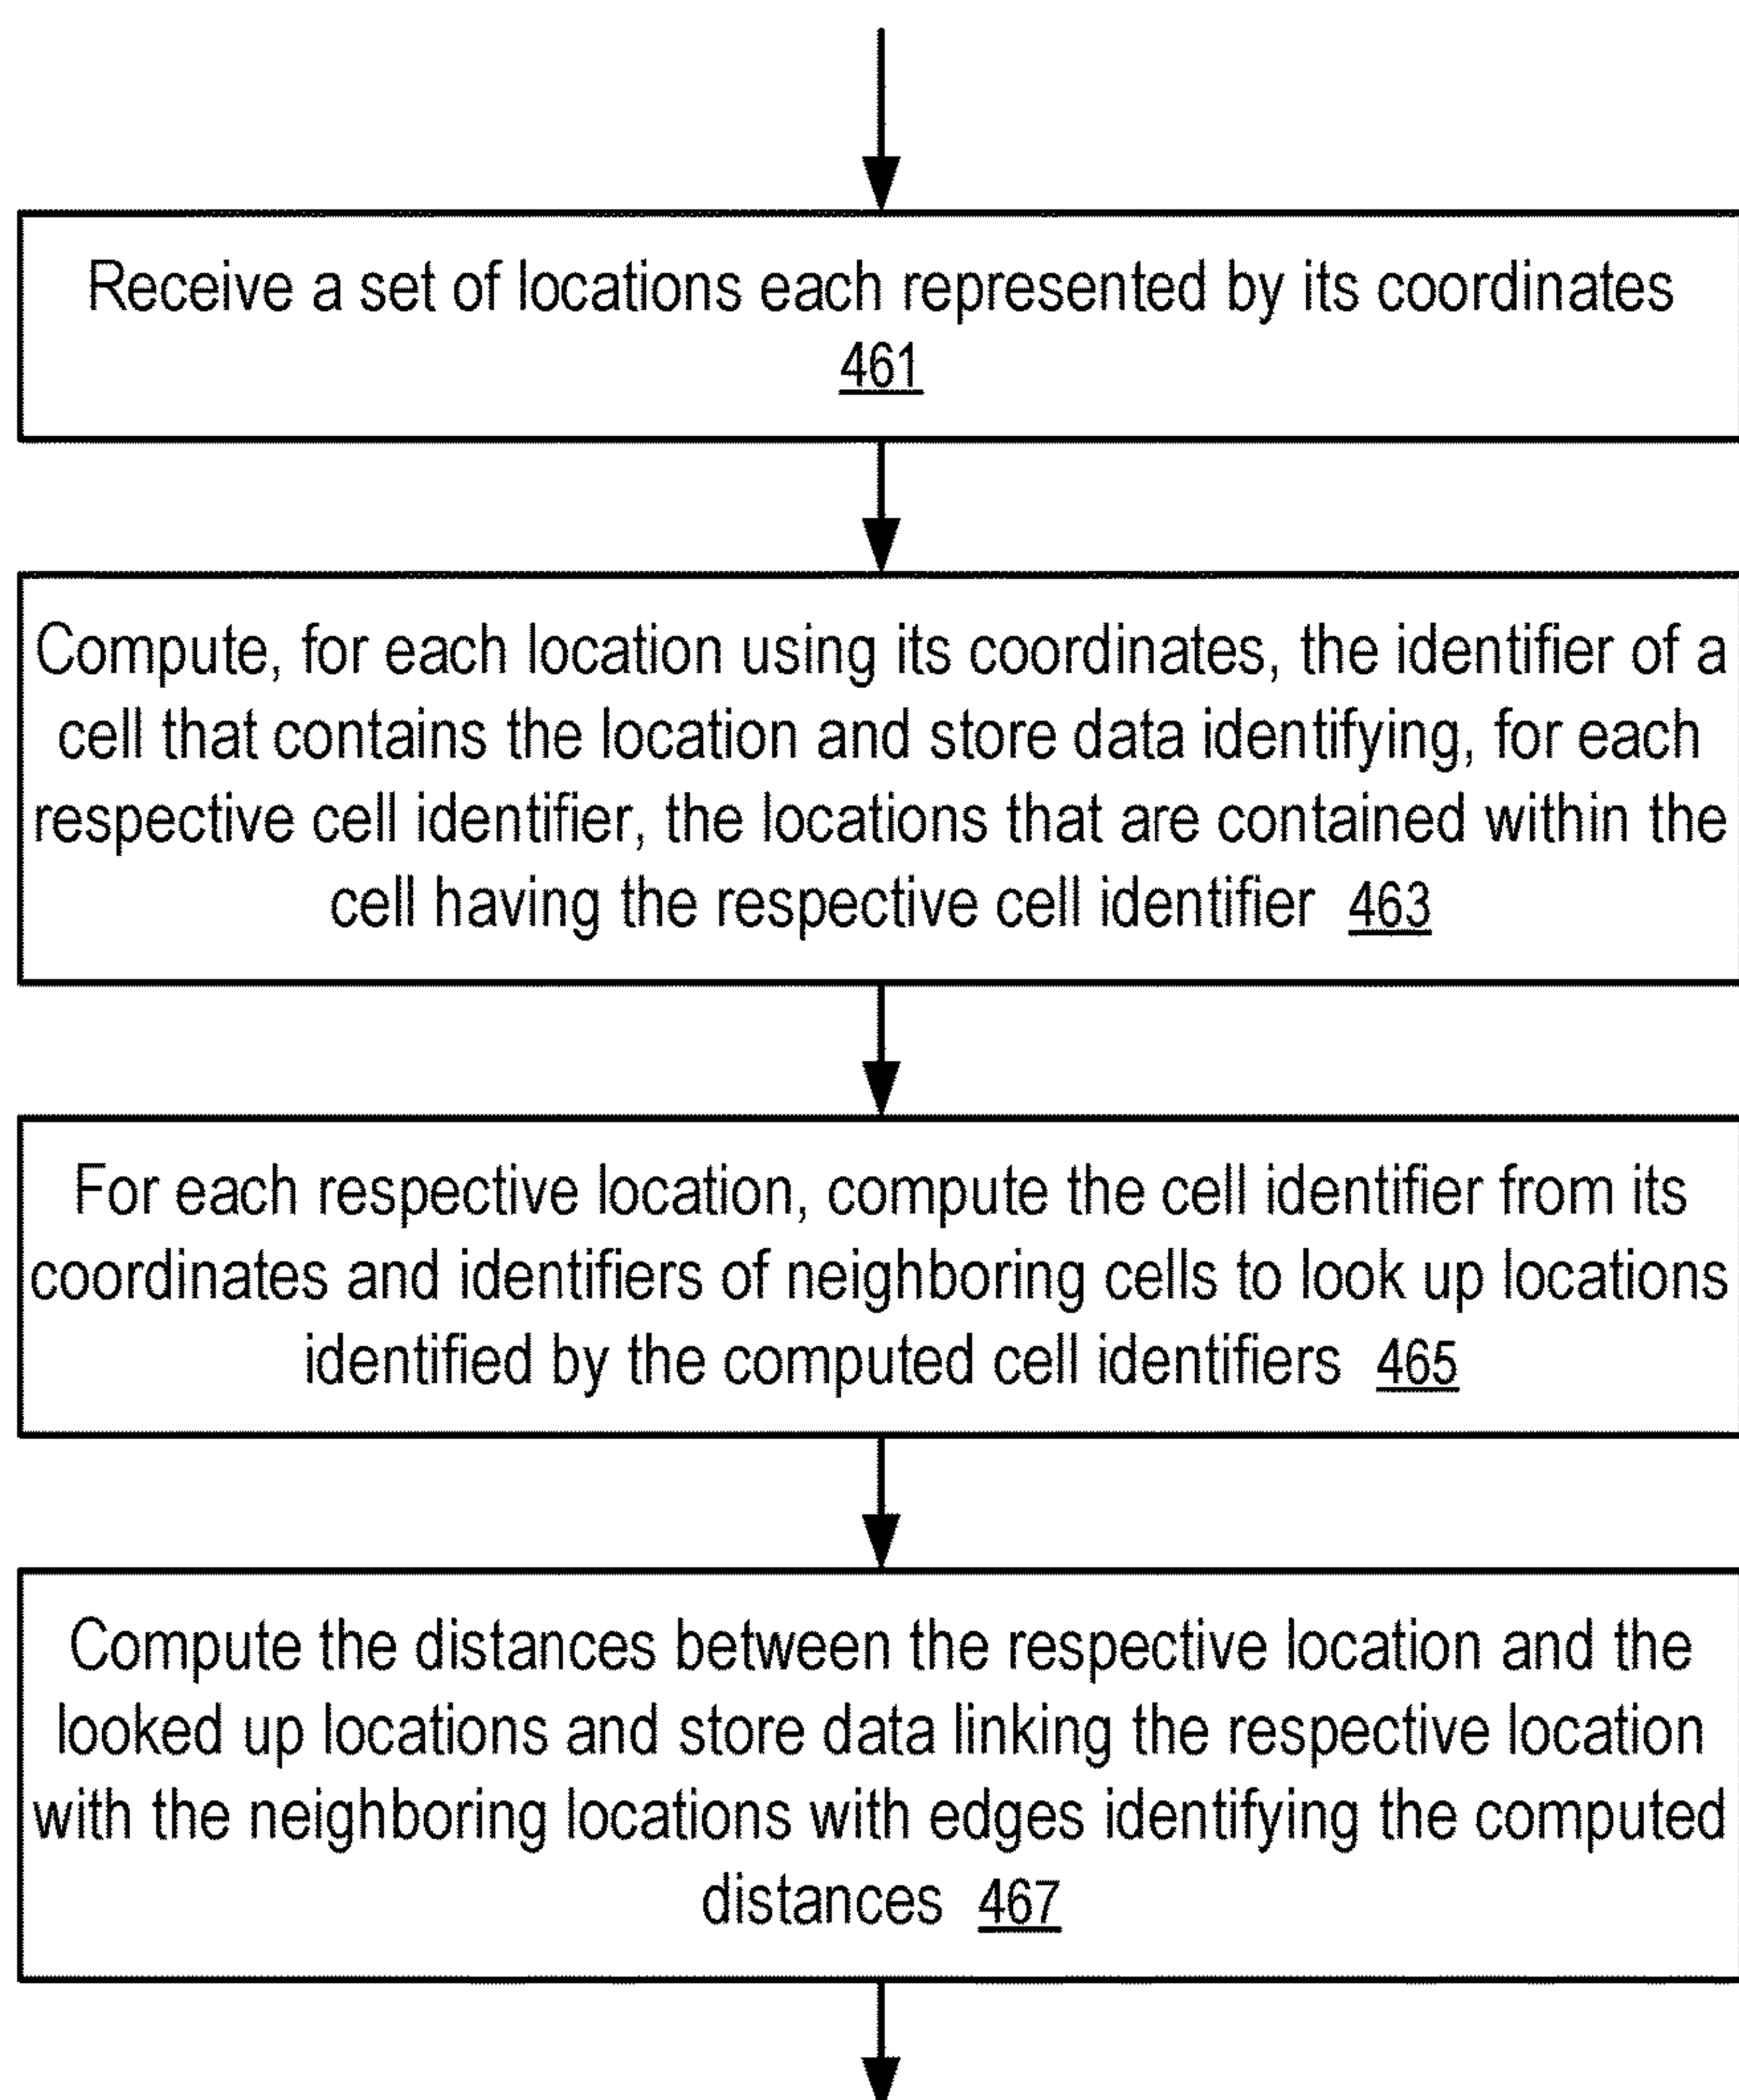 Receive a set of locations each represented by its coordinates
461
Compute, for each location using its coordinates, the identifier of a
cell that contains the location and store data identifying, for each
respective cell identifier, the locations that are contained within the
cell having the respective cell identifier 463
For each respective location, compute the cell identifier from its
coordinates and identifiers of neighboring cells to look up locations
identified by the computed cell identifiers 465
Compute the distances between the respective location and the
looked up locations and store data linking the respective location
with the neighboring locations with edges identifying the computed
distances 467